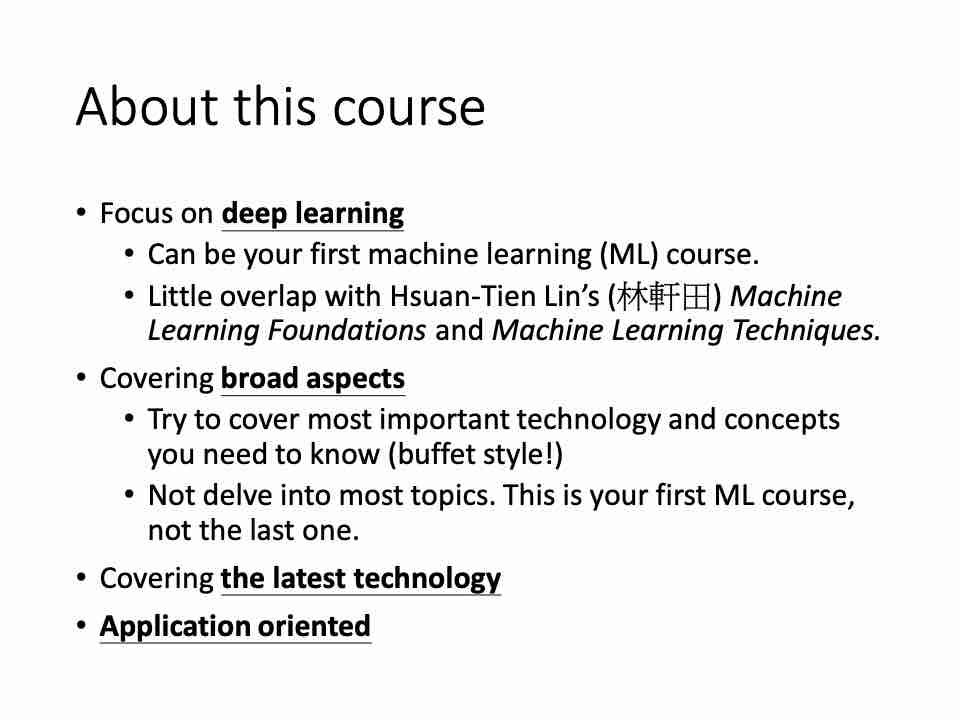 About this course
• Focus on deep learning
• Can be your first machine learning (ML) course.
• Little overlap with Hsuan-Tien Lin’s (林軒田) Machine
Learning Foundations and Machine Learning Techniques.
• Covering broad aspects
• Try to cover most important technology and concepts
you need to know (buffet style!)
• Not delve into most topics. This is your first ML course,
not the last one.
• Covering the latest technology
• Application oriented